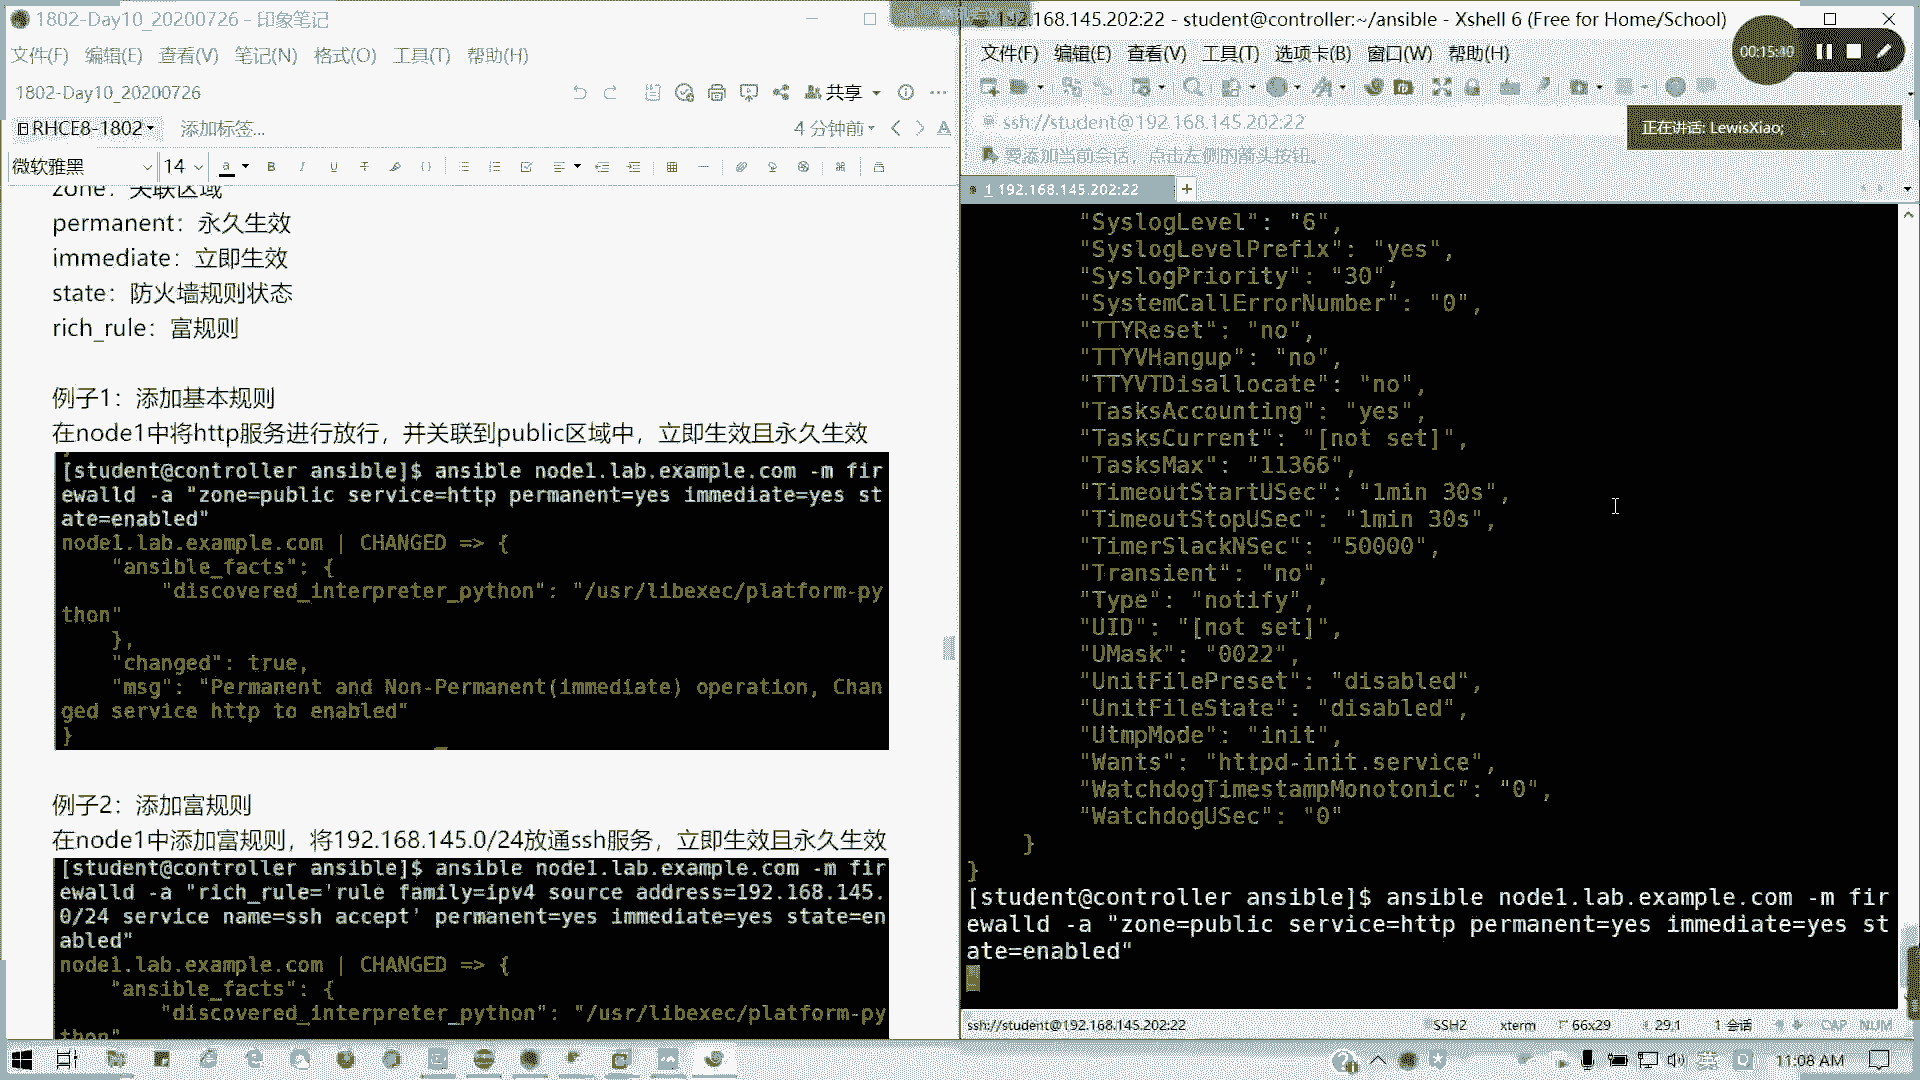 1802-Day10_20200726 - 印象笔记
文件(F) 编辑(E) 查看(V) 笔记(N) 格式(O) 工具(T) 帮助(H)
1802-Day10_20200726
共享
RHCE8-1802 添加标签...
4 分钟前
微软雅黑 14
zone：关联区域
permanent：永久生效
immediate：立即生效
state：防火墙规则状态
rich_rule：富规则
例子1：添加基本规则
在node1中将http服务进行放行，并关联到public区域中，立即生效且永久生效
[student@controller ansible]$ ansible node1.lab.example.com -m fir
ewalld -a "zone=public service=http permanent=yes immediate=yes st
ate=enabled"
node1.lab.example.com | CHANGED => {
"ansible_facts": {
"discovered_interpreter_python": "/usr/libexec/platform-py
thon"
},
"changed": true,
"msg": "Permanent and Non-Permanent(immediate) operation, Chan
ged service http to enabled"
}
例子2：添加富规则
在node1中添加富规则，将192.168.145.0/24放通ssh服务，立即生效且永久生效
[student@controller ansible]$ ansible node1.lab.example.com -m fir
ewalld -a "rich_rule='rule family=ipv4 source address=192.168.145.
0/24 service name=ssh accept' permanent=yes immediate=yes state=en
abled"
node1.lab.example.com | CHANGED => {
"ansible_facts": {
"discovered_interpreter_python": "/usr/libexec/platform-py
thon"
192.168.145.202:22 - student@controller:~/ansible - Xshell 6 (Free for Home/School)
文件(F) 编辑(E) 查看(V) 工具(T) 选项卡(B) 窗口(W) 帮助(H)
00:15:40
ssh://student@192.168.145.202:22
正在讲话: LewisXiao;
要添加当前会话，点击左侧的箭头按钮。
1 192.168.145.202:22
"SyslogLevel": "6",
"SyslogLevelPrefix": "yes",
"SyslogPriority": "30",
"SystemCallErrorNumber": "0",
"TTYReset": "no",
"TTYVHangup": "no",
"TTYVTDisallocate": "no",
"TasksAccounting": "yes",
"TasksCurrent": "[not set]",
"TasksMax": "11366",
"TimeoutStartUSec": "1min 30s",
"TimeoutStopUSec": "1min 30s",
"TimerSlackNSec": "50000",
"Transient": "no",
"Type": "notify",
"UID": "[not set]",
"UMask": "0022",
"UnitFilePreset": "disabled",
"UnitFileState": "disabled",
"UtmpMode": "init",
"Wants": "httpd-init.service",
"WatchdogTimestampMonotonic": "0",
"WatchdogUSec": "0"
}
}
[student@controller ansible]$ ansible node1.lab.example.com -m fir
ewalld -a "zone=public service=http permanent=yes immediate=yes st
ate=enabled"
ssh://student@192.168.145.202:22 SSH2 xterm 66x29 29,1 1 会话 CAP NUM
英 11:08 AM